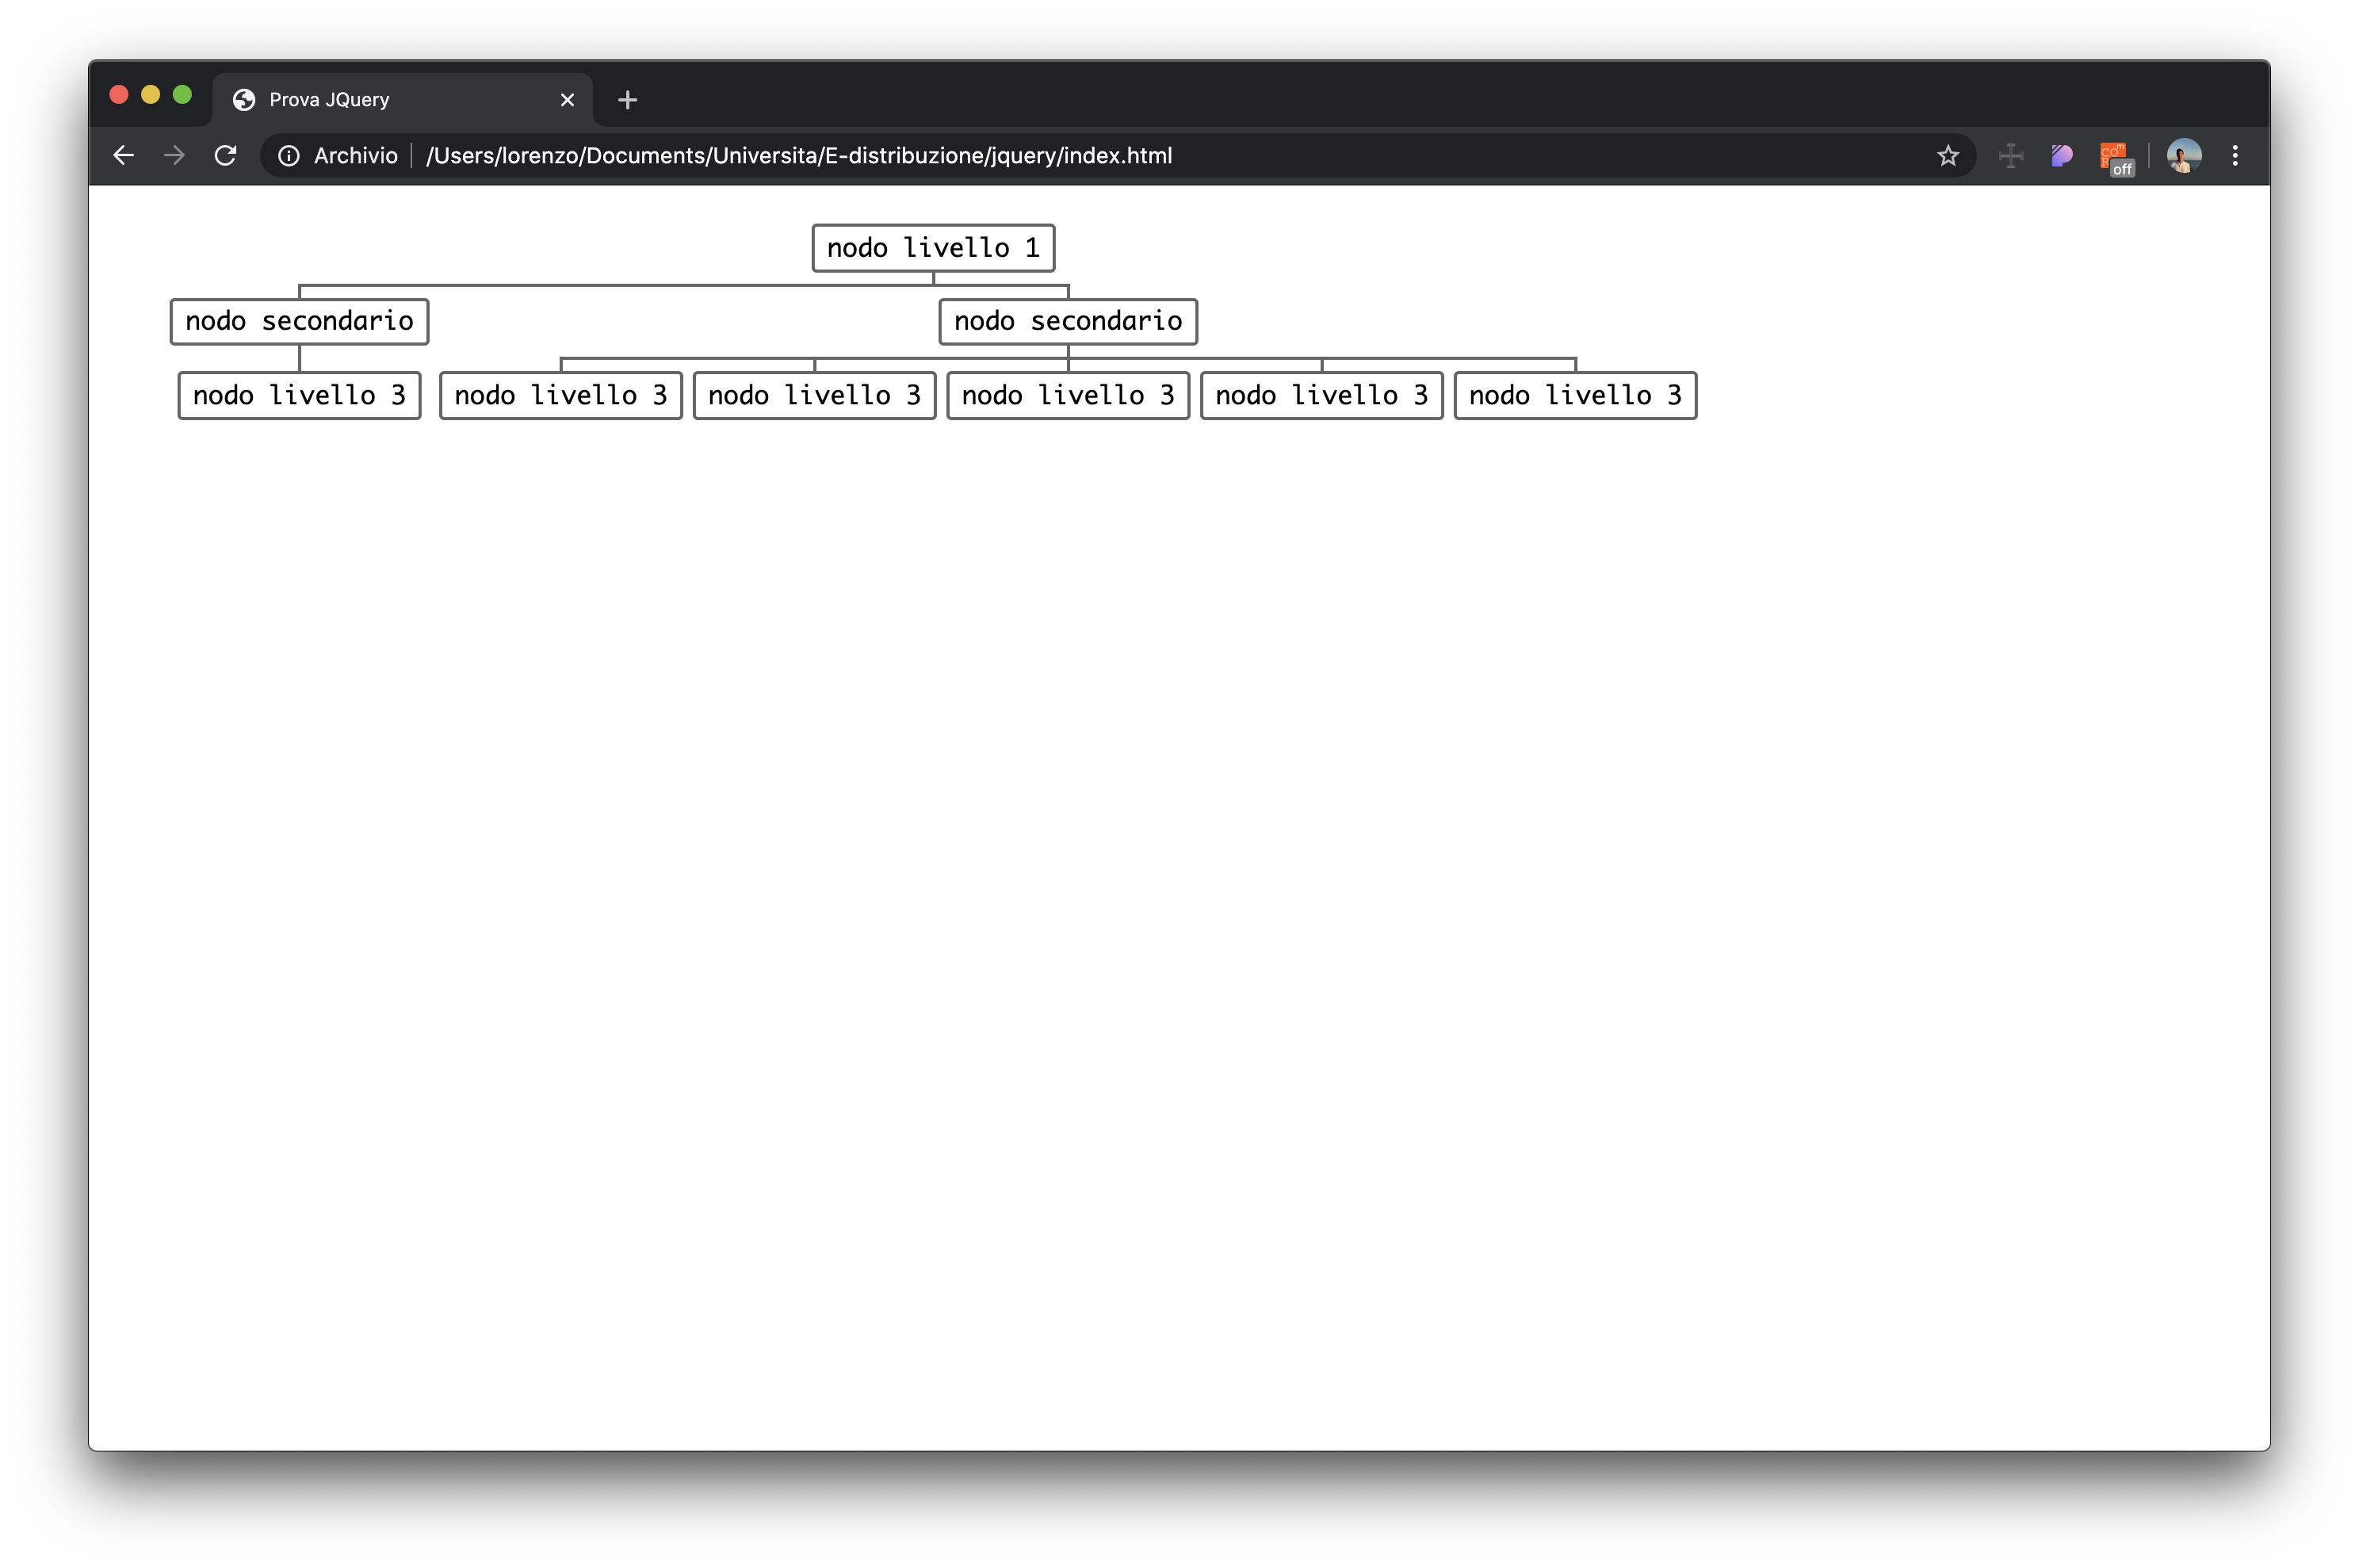 Prova JQuery
Archivio /Users/lorenzo/Documents/Universita/E-distribuzione/jquery/index.html
off
nodo livello 1
nodo secondario nodo secondario
nodo livello 3 nodo livello 3 nodo livello 3 nodo livello 3 nodo livello 3 nodo livello 3